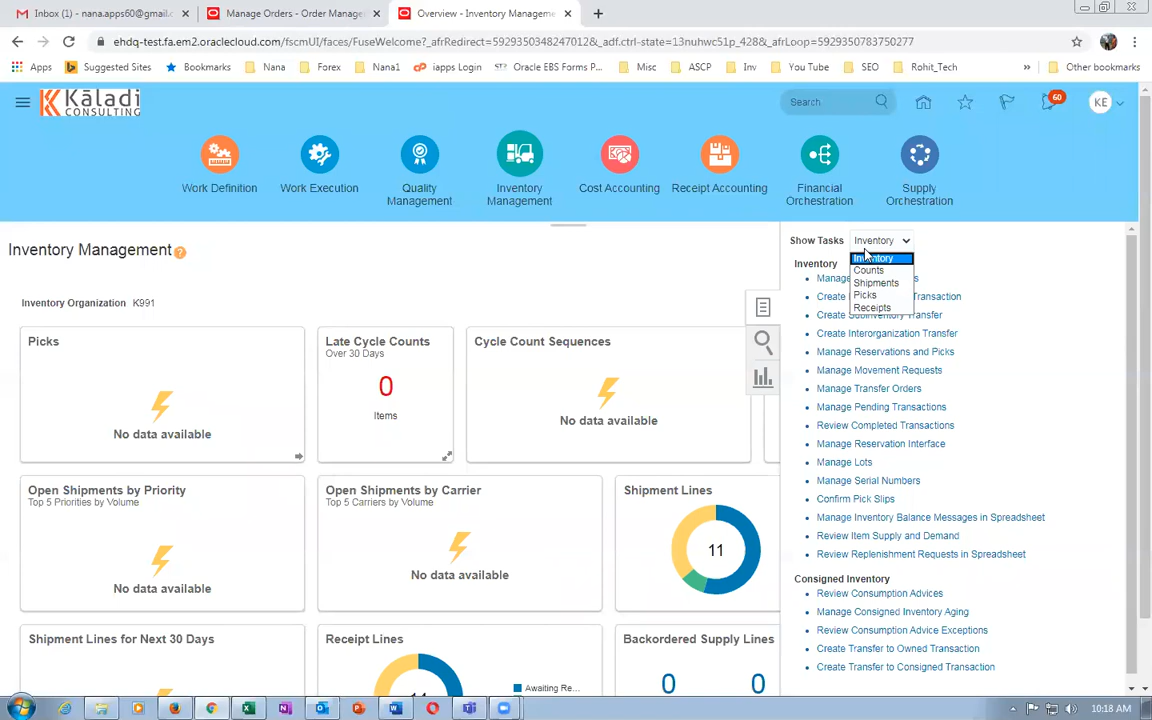 Inbox (1) - nana.apps60@gmail.c
Manage Orders - Order Manage
Overview - Inventory Manageme
ehdq-test.fa.em2.oraclecloud.com/fscmUI/faces/FuseWelcome?_afrRedirect=5929350348247012&_adf.ctrl-state=13nuhwc51p_428&_afrLoop=5929350783750277
Apps
Suggested Sites
Bookmarks
Nana
Forex
Nana1
iapps Login
Oracle EBS Forms P...
Misc
ASCP
Inv
You Tube
SEO
Rohit_Tech
»
Other bookmarks
Kāladi
CONSULTING
Search
60
KE
Work Definition
Work Execution
Quality
Management
Inventory
Management
Cost Accounting
Receipt Accounting
Financial
Orchestration
Supply
Orchestration
Inventory Management
Inventory Organization K991
Picks
No data available
Late Cycle Counts
Over 30 Days
0
Items
Cycle Count Sequences
No data available
Open Shipments by Priority
Top 5 Priorities by Volume
No data available
Open Shipments by Carrier
Top 5 Carriers by Volume
No data available
Shipment Lines
11
Shipment Lines for Next 30 Days
Receipt Lines
Awaiting Re...
Backordered Supply Lines
0
0
Show Tasks Inventory
Inventory
Counts
Shipments
Picks
Receipts
Inventory
Create Interorganization Transfer
Manage Reservations and Picks
Manage Movement Requests
Manage Transfer Orders
Manage Pending Transactions
Review Completed Transactions
Manage Reservation Interface
Manage Lots
Manage Serial Numbers
Confirm Pick Slips
Manage Inventory Balance Messages in Spreadsheet
Review Item Supply and Demand
Review Replenishment Requests in Spreadsheet
Consigned Inventory
Review Consumption Advices
Manage Consigned Inventory Aging
Review Consumption Advice Exceptions
Create Transfer to Owned Transaction
Create Transfer to Consigned Transaction
10:18 AM